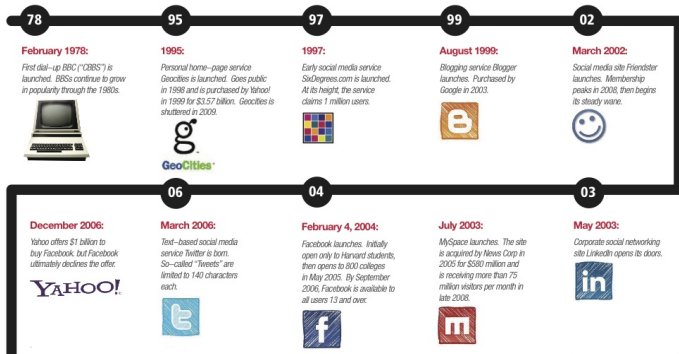 78
95
97
99
02
February 1978:
First dial-up BBC ("CBBS") is
launched. BBSs continue to grow
in popularity through the 1980s.
1995:
Personal home-page service
Geocities is launched. Goes public
in 1998 and is purchased by Yahoo!
in 1999 for $3.57 billion. Geocities is
shuttered in 2009.
g.
GeoCities
1997:
Early social media service
SixDegrees.com is launched.
At its height, the service
claims 1 million users.
August 1999:
Blogging service Blogger
launches. Purchased by
Google in 2003.
B
March 2002:
Social media site Friendster
launches. Membership
peaks in 2008, then begins
its steady wane.
06
04
03
December 2006:
Yahoo offers $1 billion to
buy Facebook. but Facebook
ultimately declines the offer.
YAHOO!
March 2006:
Text-based social media
service Twitter is born.
So-called "Tweets" are
limited to 140 characters
each.
t
February 4, 2004:
Facebook launches. Initially
open only to Harvard students,
then opens to 800 colleges
in May 2005. By September
2006, Facebook is available to
all users 13 and over.
f
July 2003:
MySpace launches. The site
is acquired by News Corp in
2005 for $580 million and
is receiving more than 75
million visitors per month in
late 2008.
m
May 2003:
Corporate social networking
site LinkedIn opens its doors.
in